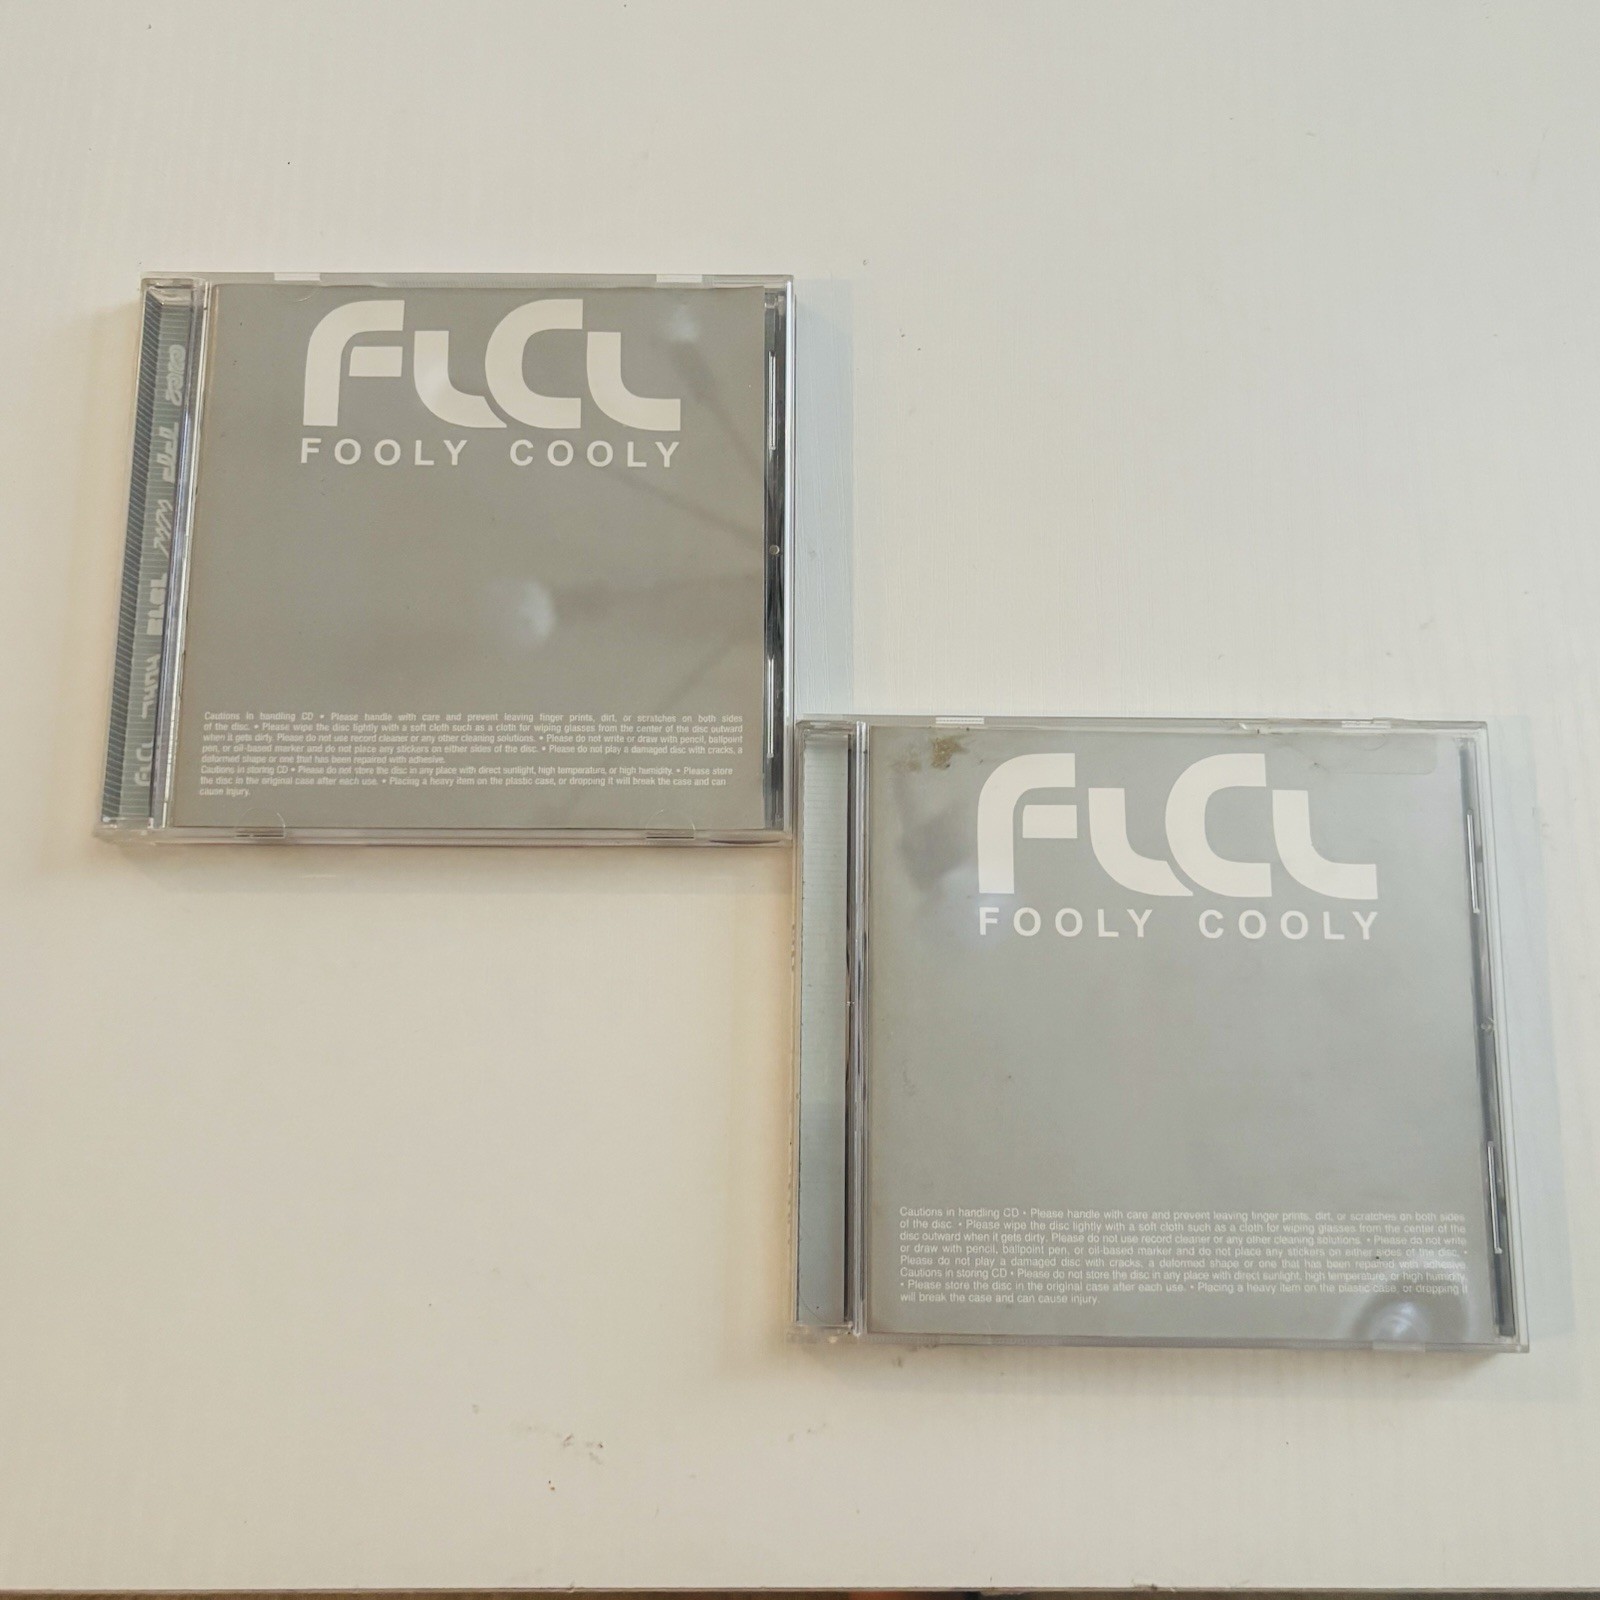 FLCL
FOOLY COOLY
Cautions in handling CD • Please handle with care and prevent leaving finger prints, dirt, or scratches on both sides
of the disc. • Please wipe the disc lightly with a soft cloth such as a cloth for wiping glasses from the center of the disc outward
when it gets dirty. Please do not use record cleaner or any other cleaning solutions. • Please do not write or draw with pencil, ballpoint
pen, or oil-based marker and do not place any stickers on either sides of the disc. • Please do not play a damaged disc with cracks, a
deformed shape or one that has been repaired with adhesive.
Cautions in storing CD • Please do not store the disc in any place with direct sunlight, high temperature, or high humidity. • Please store
the disc in the original case after each use. • Placing a heavy item on the plastic case, or dropping it will break the case and can
cause injury.
FLCL
FOOLY COOLY
Cautions in handling CD • Please handle with care and prevent leaving finger prints, dirt, or scratches on both sides
of the disc. • Please wipe the disc lightly with a soft cloth such as a cloth for wiping glasses from the center of the
disc outward when it gets dirty. Please do not use record cleaner or any other cleaning solutions. • Please do not write
or draw with pencil, ballpoint pen, or oil-based marker and do not place any stickers on either sides of the disc. •
Please do not play a damaged disc with cracks, a deformed shape or one that has been repaired with adhesive.
Cautions in storing CD • Please do not store the disc in any place with direct sunlight, high temperature, or high humidity.
• Please store the disc in the original case after each use. • Placing a heavy item on the plastic case, or dropping it
will break the case and can cause injury.